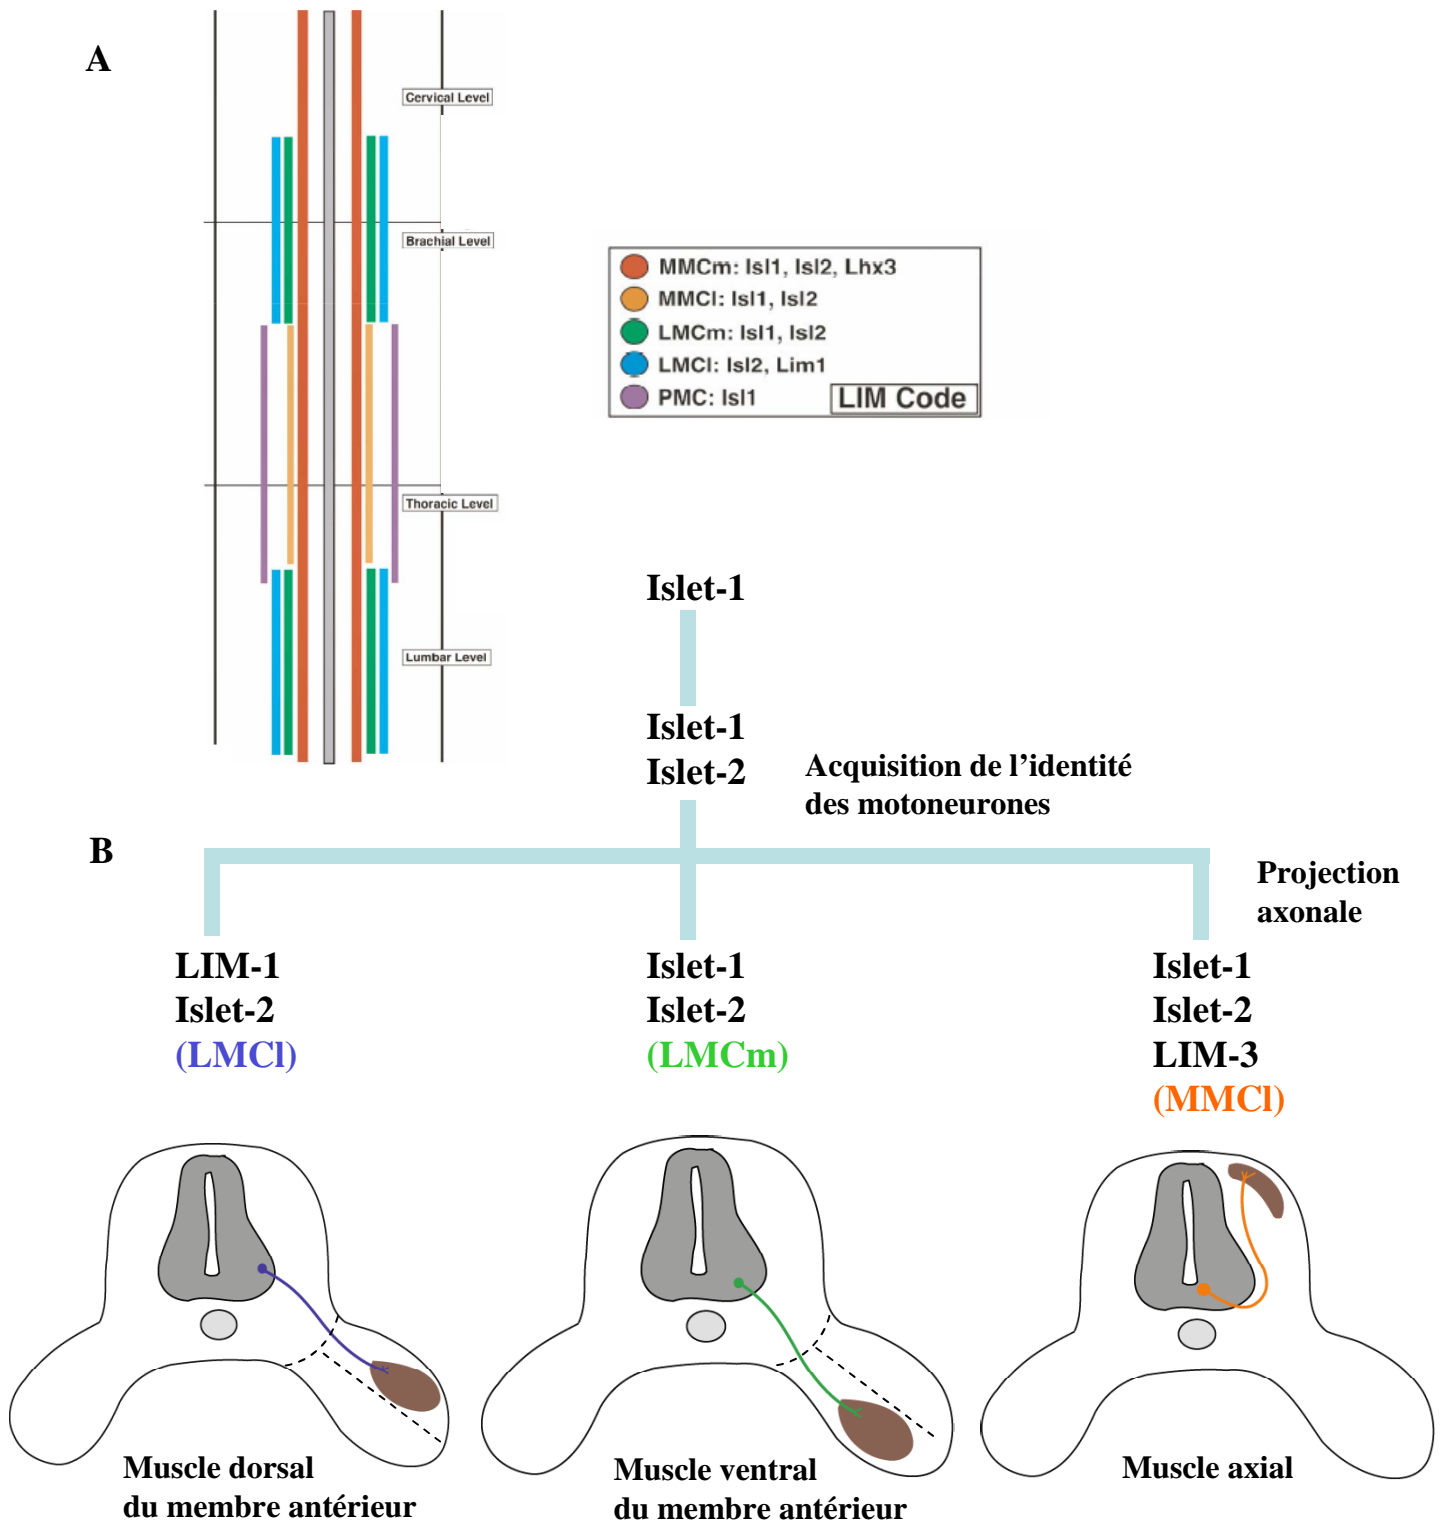 A
Cervical Level
Brachial Level
Thoracic Level
Lumbar Level
MMCm: Isl1, Isl2, Lhx3
MMCl: Isl1, Isl2
LMCm: Isl1, Isl2
LMCl: Isl2, Lim1
PMC: Isl1
LIM Code
Islet-1
Islet-1
Islet-2
Acquisition de l’identité
des motoneurones
B
Projection
axonale
LIM-1
Islet-2
(LMCl)
Islet-1
Islet-2
(LMCm)
Islet-1
Islet-2
LIM-3
(MMCl)
Muscle dorsal
du membre antérieur
Muscle ventral
du membre antérieur
Muscle axial